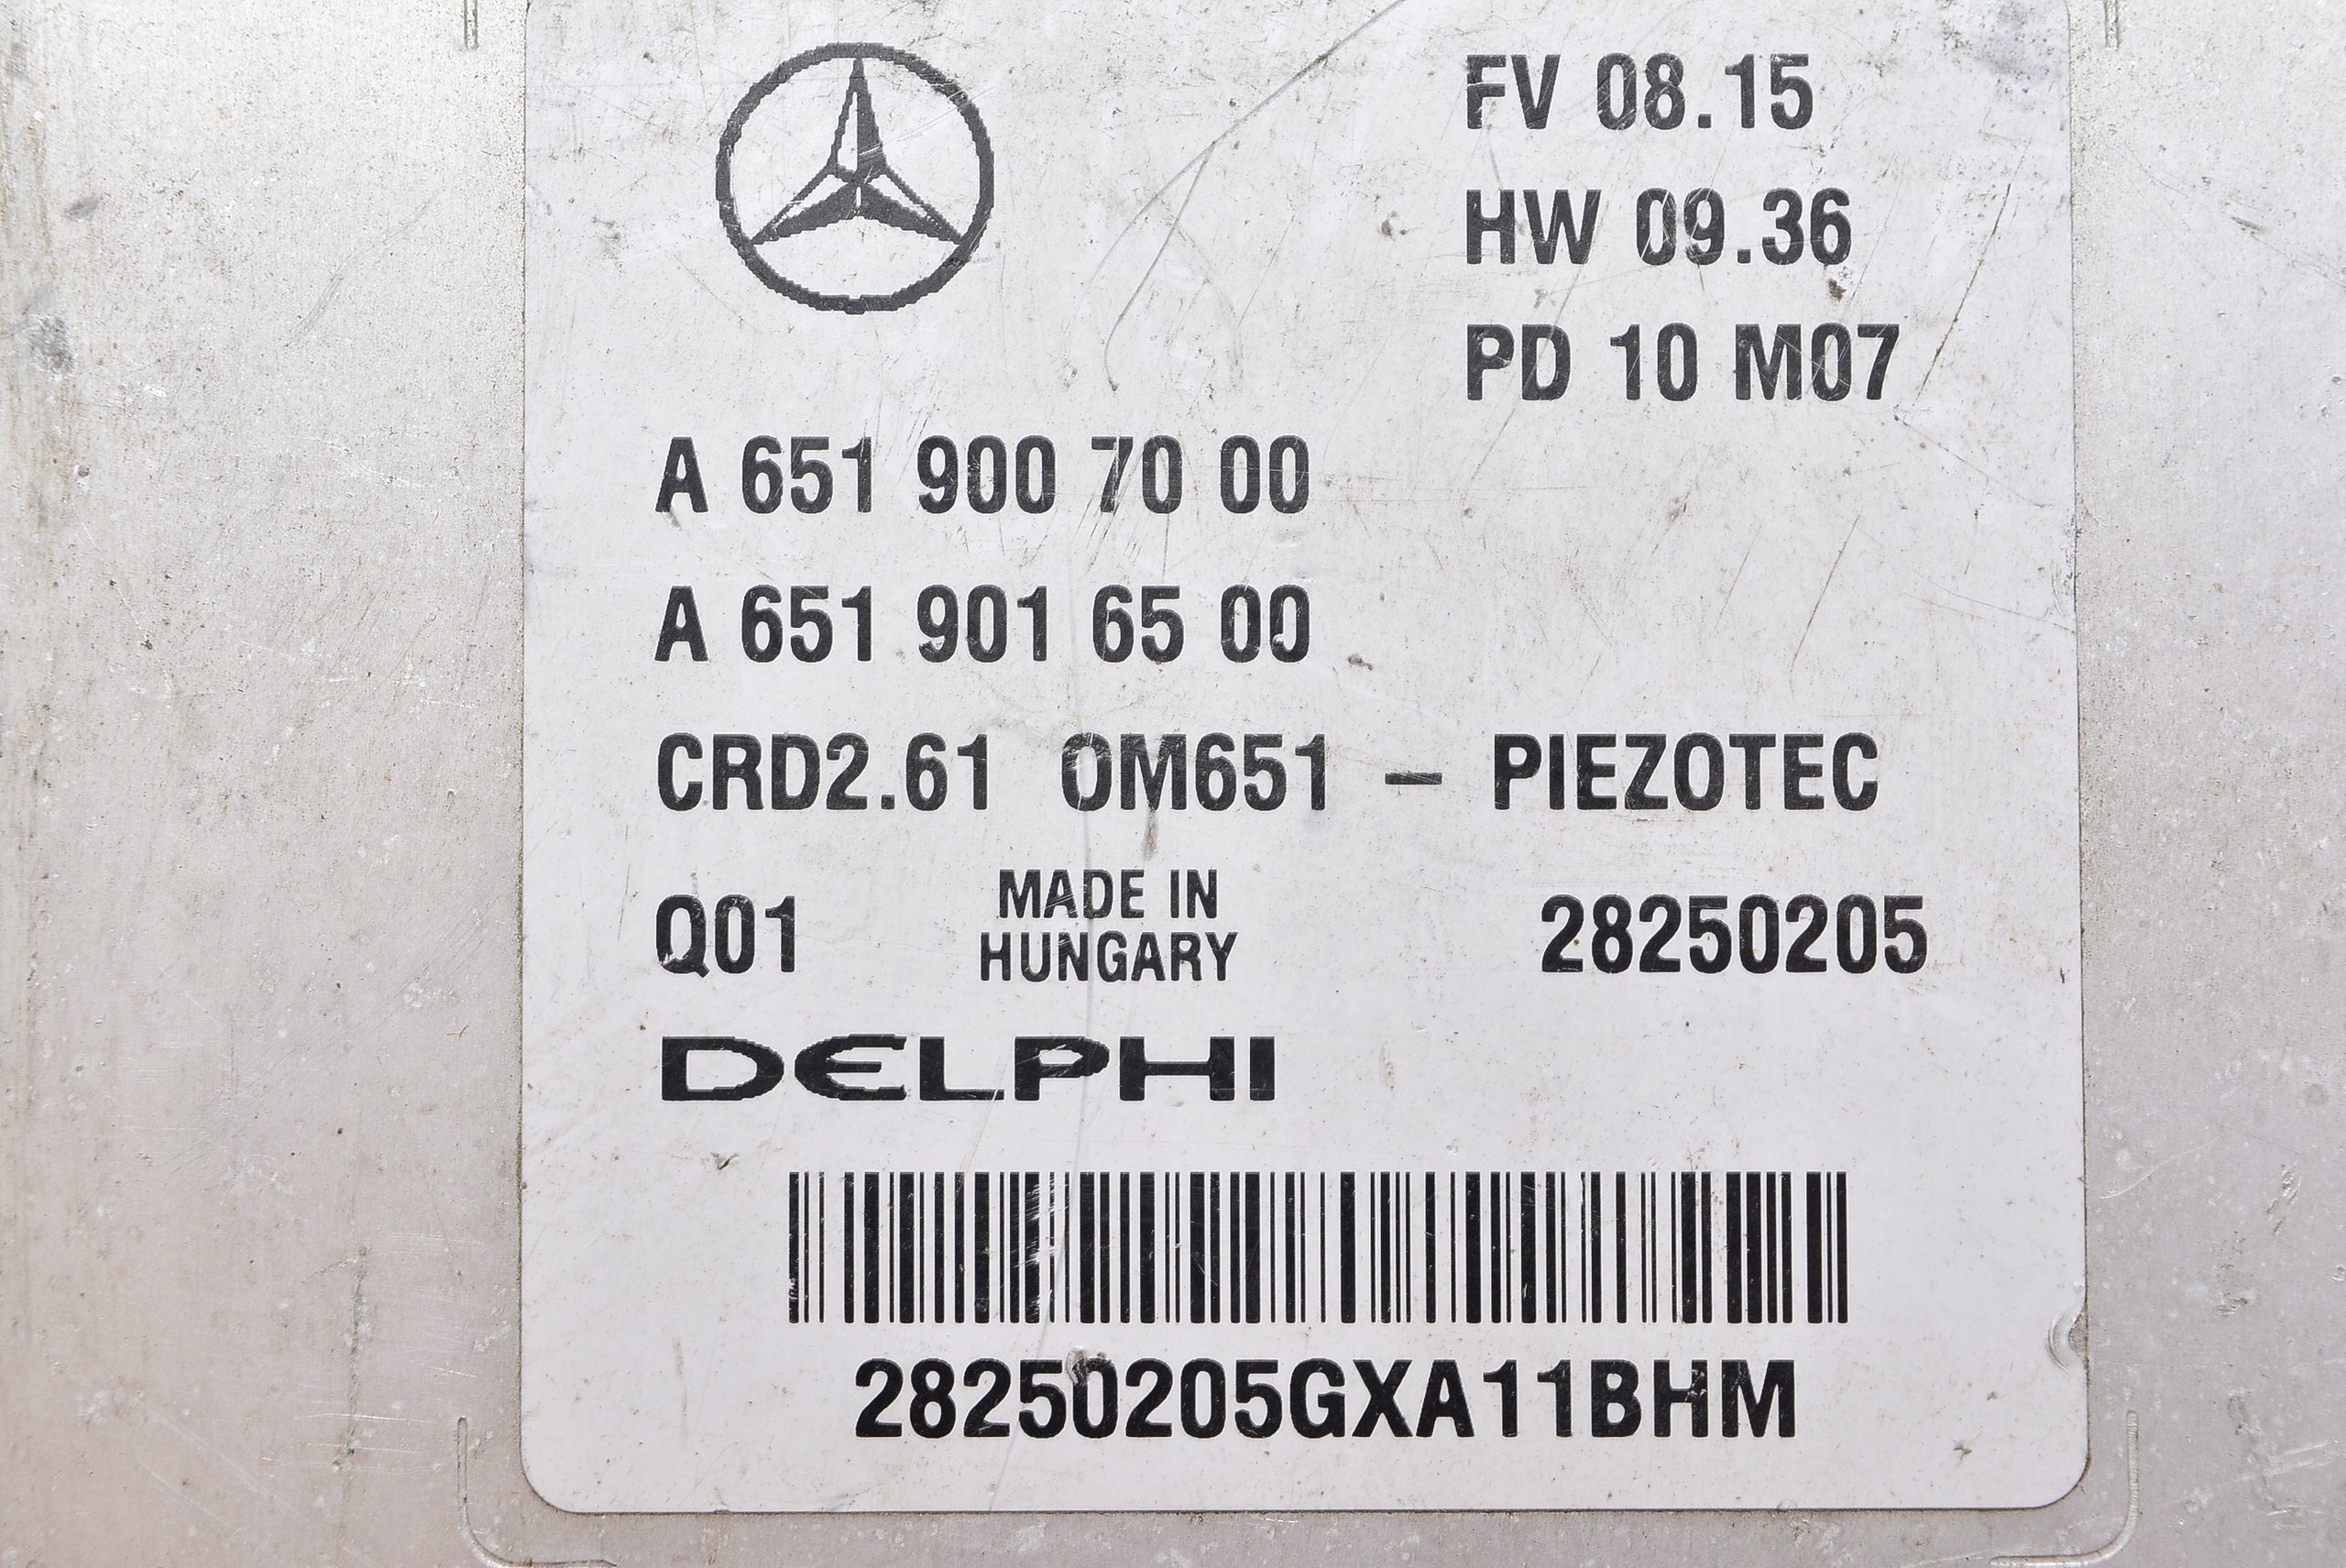 FV 08.15
HW 09.36
PD 10 M07
A 651 900 70 00
A 651 901 65 00
CRD2.61 OM651 – PIEZOTEC
Q01
MADE IN
HUNGARY
28250205
DELPHI
28250205GXA11BHM